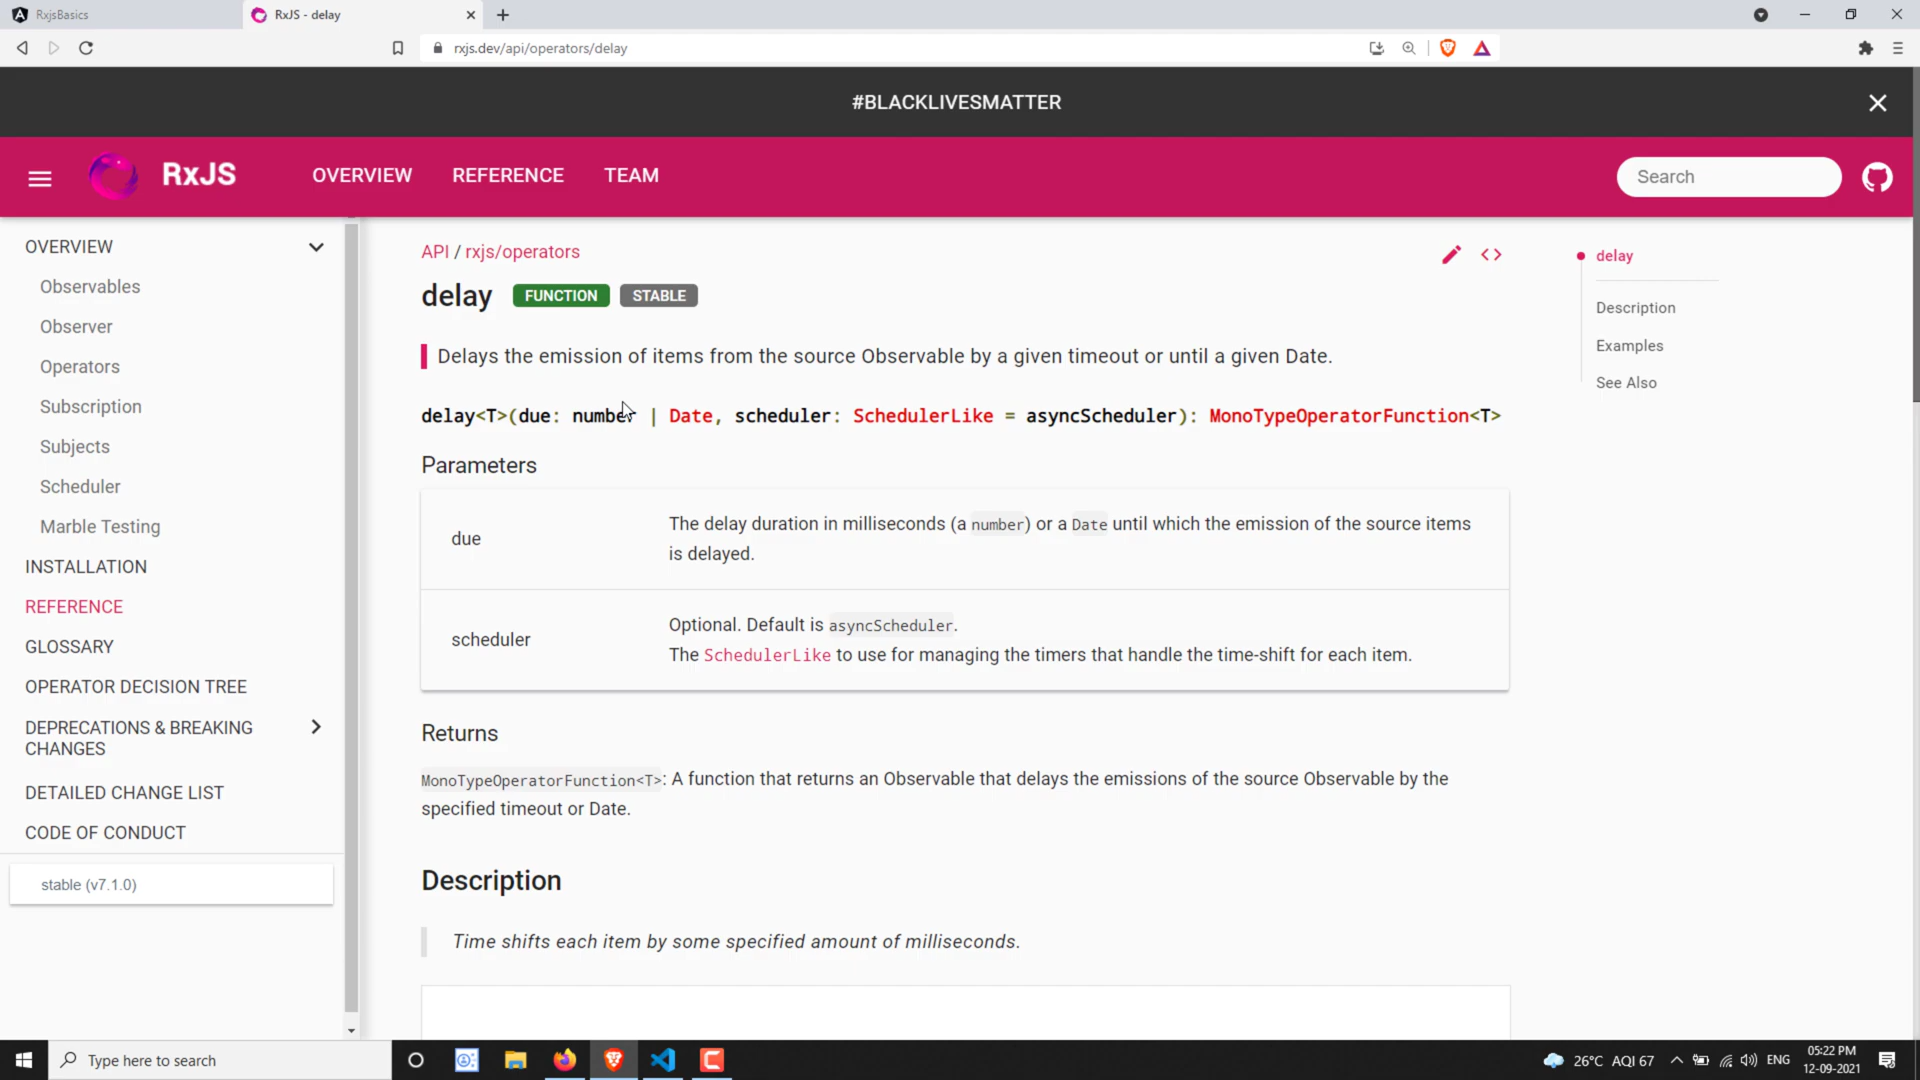 RxjsBasics
RxJS - delay
rxjs.dev/api/operators/delay
#BLACKLIVESMATTER
RxJS
OVERVIEW
REFERENCE
TEAM
Search
OVERVIEW
Observables
Observer
Operators
Subscription
Subjects
Scheduler
Marble Testing
INSTALLATION
REFERENCE
GLOSSARY
OPERATOR DECISION TREE
DEPRECATIONS & BREAKING
CHANGES
DETAILED CHANGE LIST
CODE OF CONDUCT
stable (v7.1.0)
API / rxjs/operators
delay FUNCTION STABLE
Delays the emission of items from the source Observable by a given timeout or until a given Date.
delay<T>(due: number | Date, scheduler: SchedulerLike = asyncScheduler): MonoTypeOperatorFunction<T>
Parameters
due
The delay duration in milliseconds (a number) or a Date until which the emission of the source items
is delayed.
scheduler
Optional. Default is asyncScheduler.
The SchedulerLike to use for managing the timers that handle the time-shift for each item.
Returns
MonoTypeOperatorFunction<T>: A function that returns an Observable that delays the emissions of the source Observable by the
specified timeout or Date.
Description
Time shifts each item by some specified amount of milliseconds.
delay
Description
Examples
See Also
Type here to search
26°C AQI 67
ENG
05:22 PM
12-09-2021